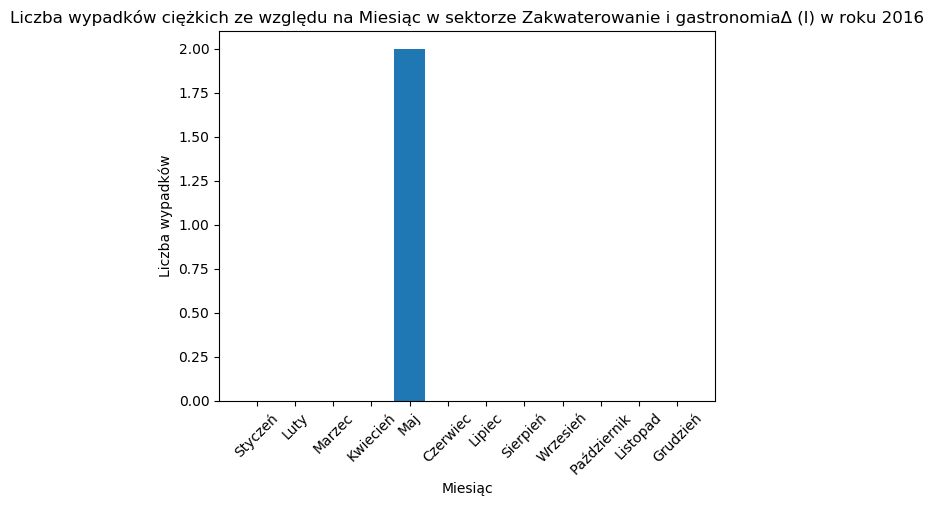 Liczba wypadków ciężkich ze względu na Miesiąc w sektorze Zakwaterowanie i gastronomiaΔ (I) w roku 2016
2.00
1.75
1.50
1.25
1.00
0.75
0.50
0.25
0.00
Liczba wypadków
Styczeń
Luty
Marzec
Kwiecień
Maj
Czerwiec
Lipiec
Sierpień
Wrzesień
Październik
Listopad
Grudzień
Miesiąc